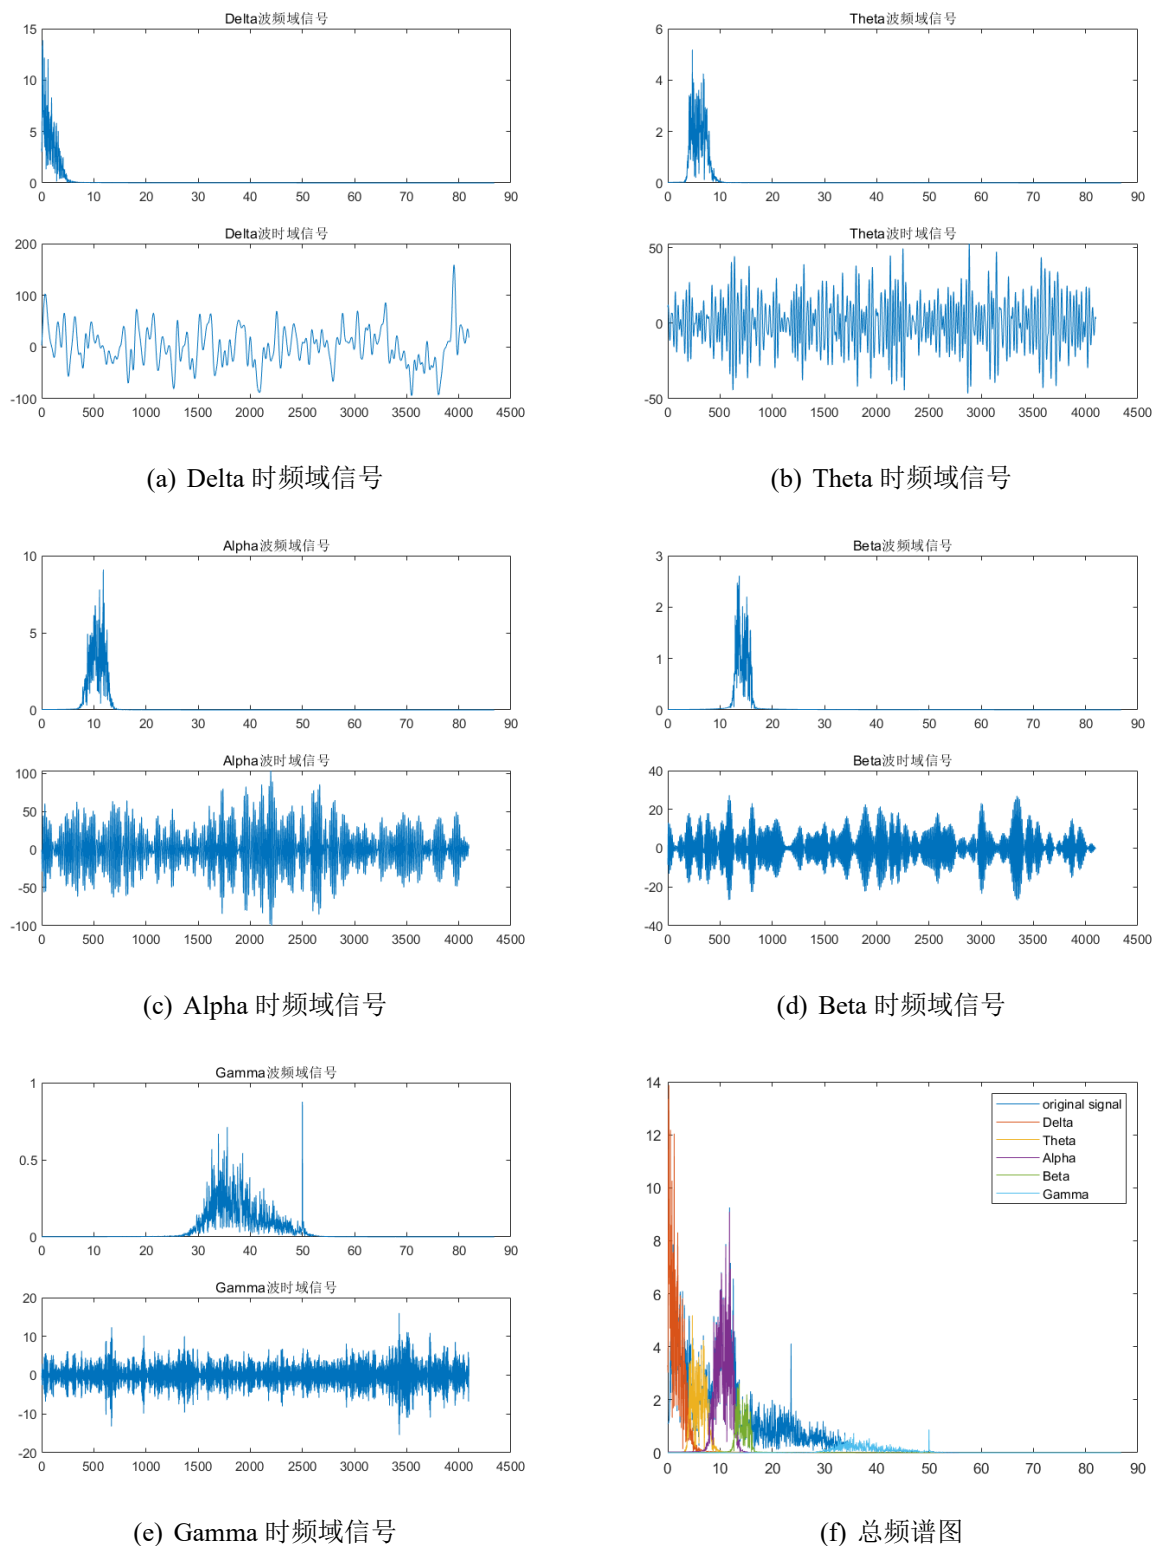 Delta波频域信号
15
10
5
0
0 10 20 30 40 50 60 70 80 90
Delta波时域信号
200
100
0
-100
0 500 1000 1500 2000 2500 3000 3500 4000 4500
(a) Delta 时频域信号
Theta波频域信号
6
4
2
0
0 10 20 30 40 50 60 70 80 90
Theta波时域信号
50
0
-50
0 500 1000 1500 2000 2500 3000 3500 4000 4500
(b) Theta 时频域信号
Alpha波频域信号
10
5
0
0 10 20 30 40 50 60 70 80 90
Alpha波时域信号
100
50
0
-50
-100
0 500 1000 1500 2000 2500 3000 3500 4000 4500
(c) Alpha 时频域信号
Beta波频域信号
3
2
1
0
0 10 20 30 40 50 60 70 80 90
Beta波时域信号
40
20
0
-20
-40
0 500 1000 1500 2000 2500 3000 3500 4000 4500
(d) Beta 时频域信号
Gamma波频域信号
1
0.5
0
0 10 20 30 40 50 60 70 80 90
Gamma波时域信号
20
10
0
-10
-20
0 500 1000 1500 2000 2500 3000 3500 4000 4500
(e) Gamma 时频域信号
14
12
10
8
6
4
2
0
0 10 20 30 40 50 60 70 80 90
original signal
Delta
Theta
Alpha
Beta
Gamma
(f) 总频谱图